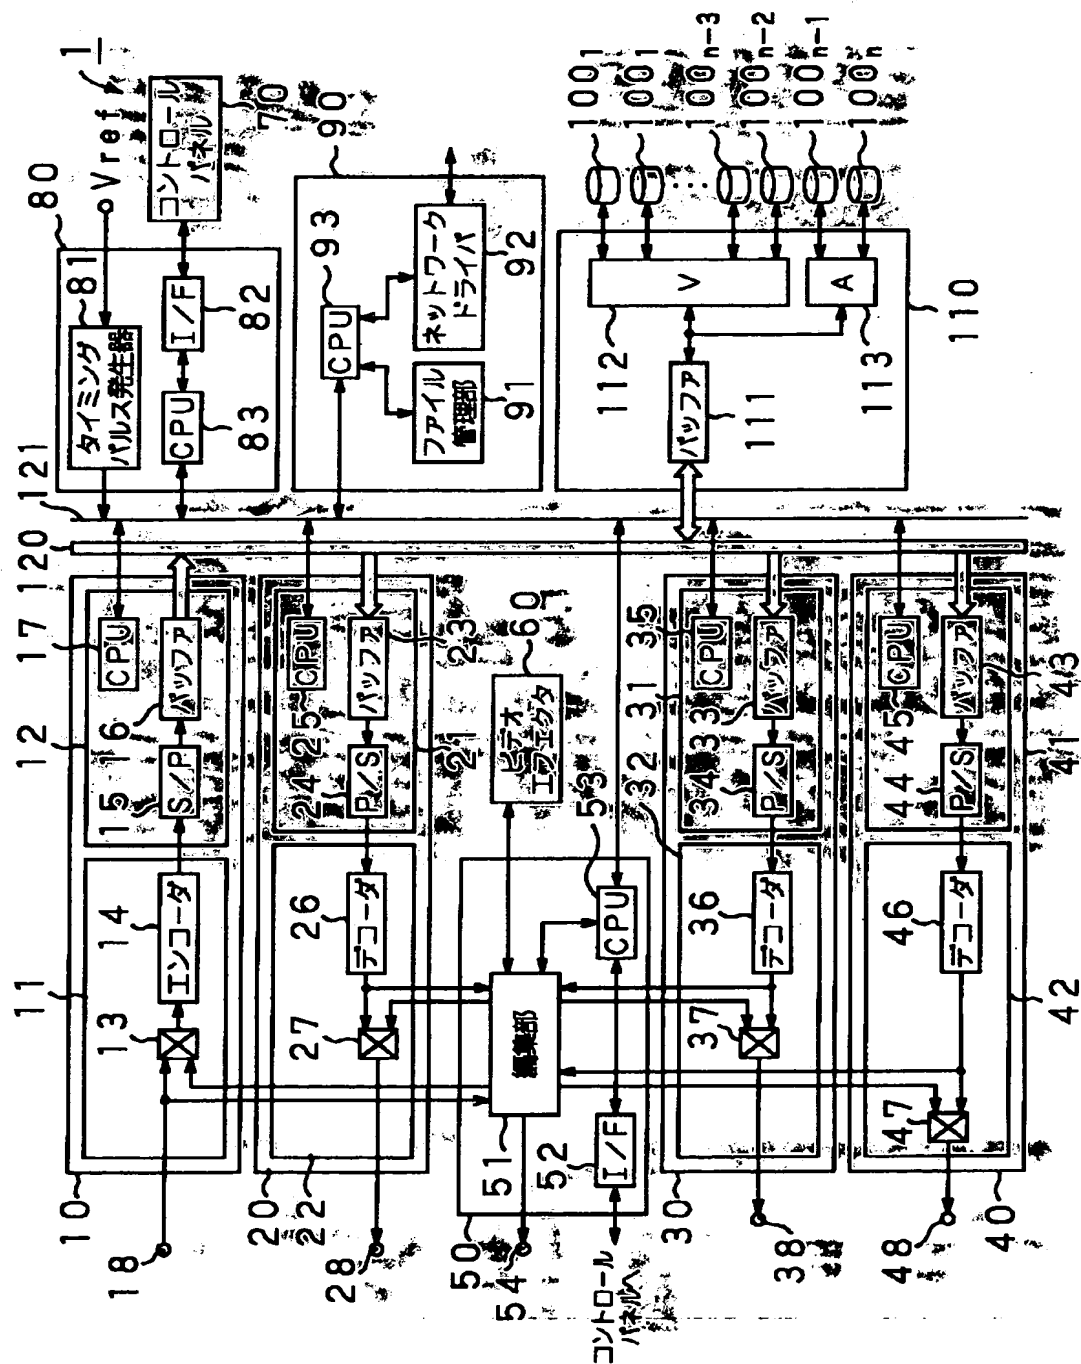 1
Vref
コントロール
パネル
70
80
81
タイミング
パルス発生器
I/F
82
CPU
83
90
93
CPU
ネットワーク
ドライバ
92
ファイル
管理部
91
100₁
100₁
100ₙ₋₃
100ₙ₋₂
100ₙ₋₁
100ₙ
V
112
A
113
110
バッファ
111
121
120
10
11
12
13
エンコーダ
14
S/P
15
バッファ
16
CPU
17
18
20
21
22
バッファ
23
P/S
24
CPU
25
デコーダ
26
27
28
ビデオ
エフェクタ
60
50
編集部
51
I/F
52
CPU
53
54
コントロール
パネルへ
30
31
32
バッファ
33
P/S
34
CPU
35
デコーダ
36
37
38
40
41
42
バッファ
43
P/S
44
CPU
45
デコーダ
46
47
48